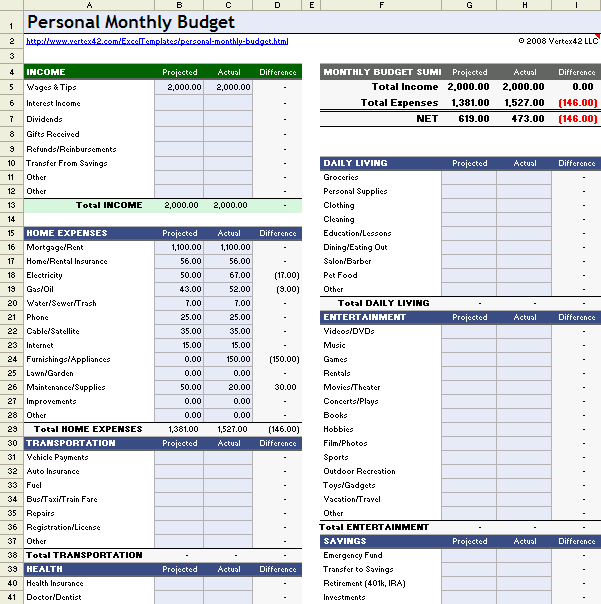 A B C D E F G H I
1 Personal Monthly Budget
2 http://www.vertex42.com/ExcelTemplates/personal-monthly-budget.html © 2008 Vertex42 LLC
3
4 INCOME Projected Actual Difference MONTHLY BUDGET SUMI Projected Actual Difference
5 Wages & Tips 2,000.00 2,000.00 - Total Income 2,000.00 2,000.00 0.00
6 Interest Income - Total Expenses 1,381.00 1,527.00 (146.00)
7 Dividends - NET 619.00 473.00 (146.00)
8 Gifts Received -
9 Refunds/Reinbursements -
10 Transfer From Savings - DAILY LIVING Projected Actual Difference
11 Other - Groceries -
12 Other - Personal Supplies -
13 Total INCOME 2,000.00 2,000.00 - Clothing -
14 Cleaning -
15 HOME EXPENSES Projected Actual Difference Education/Lessons -
16 Mortgage/Rent 1,100.00 1,100.00 - Dining/Eating Out -
17 Home/Rental Insurance 56.00 56.00 - Salon/Barber -
18 Electricity 50.00 67.00 (17.00) Pet Food -
19 Gas/Oil 43.00 52.00 (9.00) Other -
20 Water/Sewer/Trash 7.00 7.00 - Total DAILY LIVING - - -
21 Phone 25.00 25.00 - ENTERTAINMENT Projected Actual Difference
22 Cable/Satellite 35.00 35.00 - Videos/DVDs -
23 Internet 15.00 15.00 - Music -
24 Furnishings/Appliances 0.00 150.00 (150.00) Games -
25 Lawn/Garden 0.00 0.00 - Rentals -
26 Maintenance/Supplies 50.00 20.00 30.00 Movies/Theater -
27 Improvements 0.00 0.00 - Concerts/Plays -
28 Other 0.00 0.00 - Books -
29 Total HOME EXPENSES 1,381.00 1,527.00 (146.00) Hobbies -
30 TRANSPORTATION Projected Actual Difference Film/Photos -
31 Vehicle Payments - Sports -
32 Auto Insurance - Outdoor Recreation -
33 Fuel - Toys/Gadgets -
34 Bus/Taxi/Train Fare - Vacation/Travel -
35 Repairs - Other -
36 Registration/License - Total ENTERTAINMENT - - -
37 Other - SAVINGS Projected Actual Difference
38 Total TRANSPORTATION - - - Emergency Fund -
39 HEALTH Projected Actual Difference Transfer to Savings -
40 Health Insurance - Retirement (401k, IRA) -
41 Doctor/Dentist - Investments -